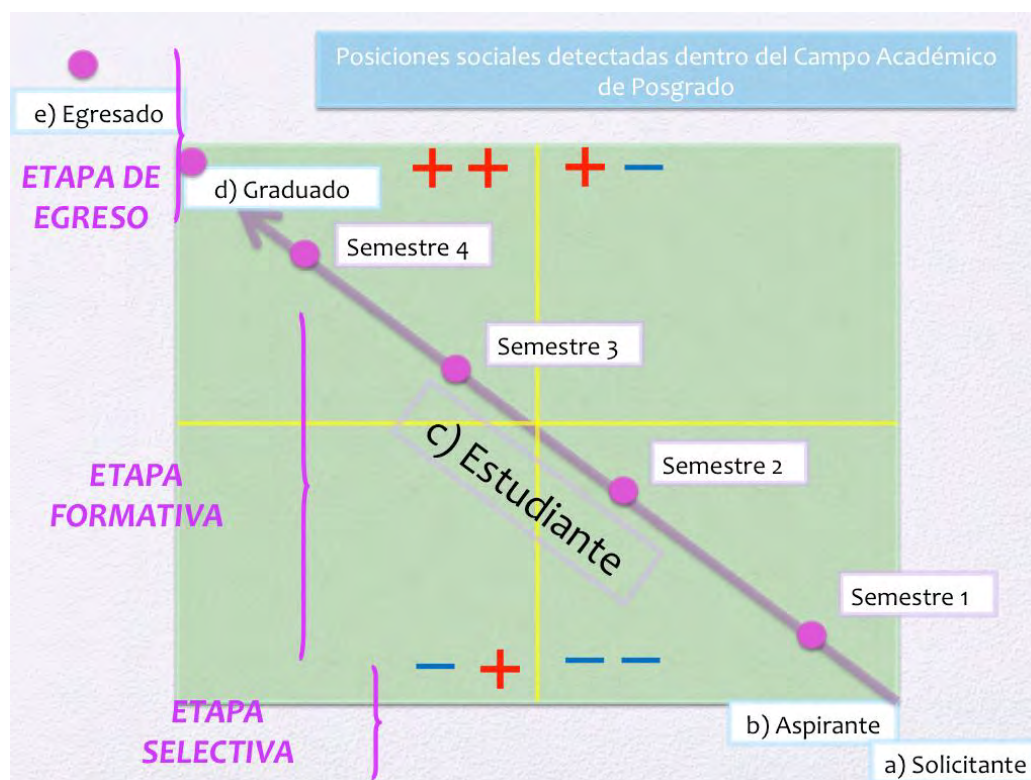 Posiciones sociales detectadas dentro del Campo Académico
de Posgrado
e) Egresado
ETAPA DE
EGRESO
d) Graduado
+ + + –
Semestre 4
Semestre 3
c) Estudiante
Semestre 2
ETAPA
FORMATIVA
Semestre 1
– + – –
ETAPA
SELECTIVA
b) Aspirante
a) Solicitante